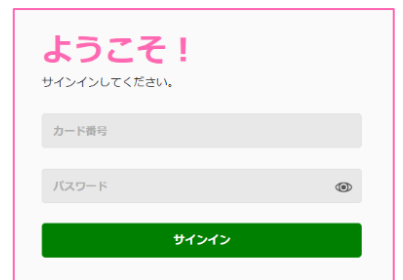 ようこそ！
サインインしてください。
カード番号
パスワード
サインイン